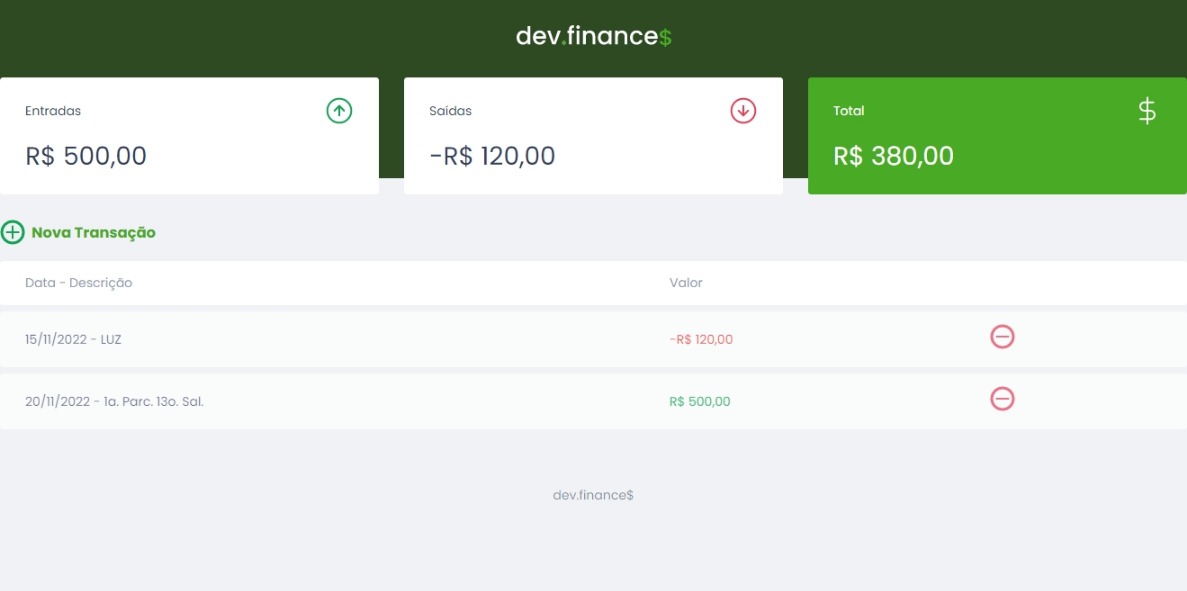 dev.finance$
Entradas
R$ 500,00
Saídas
-R$ 120,00
Total
$
R$ 380,00
Nova Transação
Data - Descrição Valor
15/11/2022 - LUZ -R$ 120,00
20/11/2022 - 1a. Parc. 13o. Sal. R$ 500,00
dev.finance$